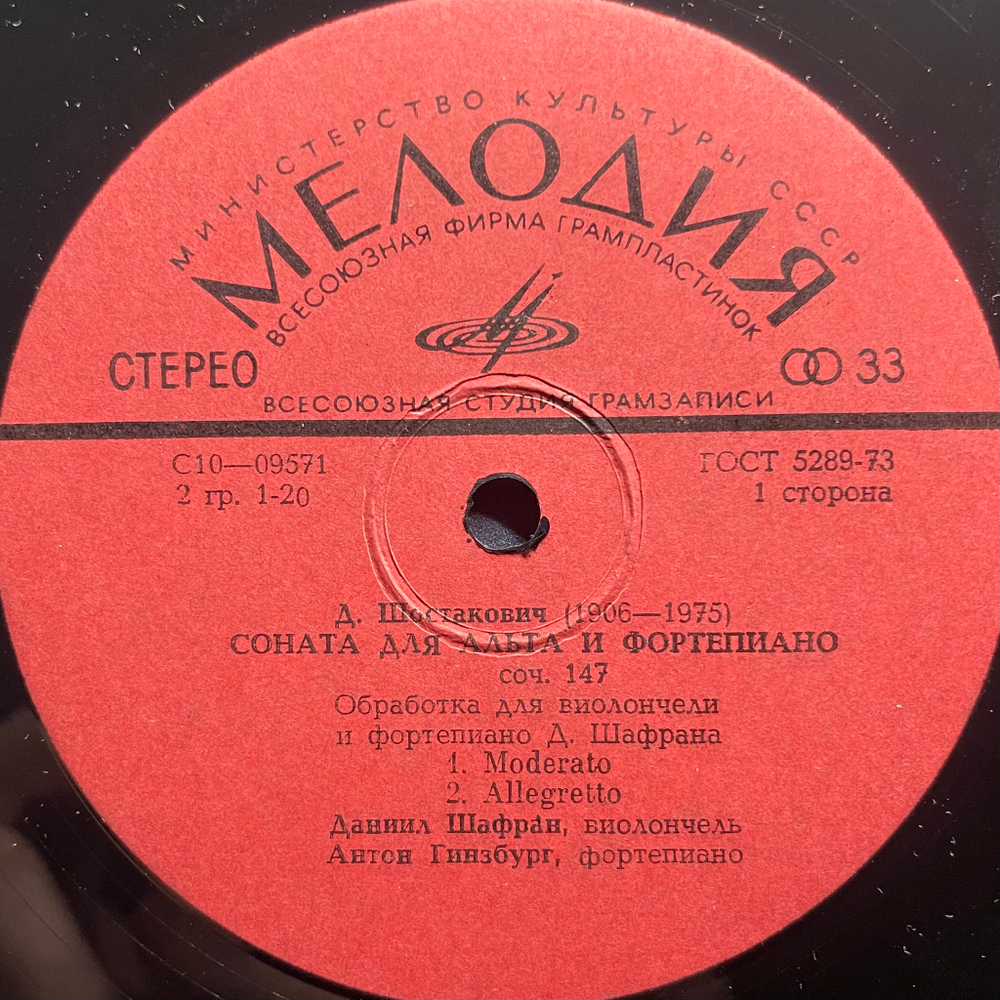 МИНИСТЕРСТВО КУЛЬТУРЫ СССР
МЕЛОДИЯ
ВСЕСОЮЗНАЯ ФИРМА ГРАМПЛАСТИНОК
СТЕРЕО
33
ВСЕСОЮЗНАЯ СТУДИЯ ГРАМЗАПИСИ
С10—09571
ГОСТ 5289-73
2 гр. 1-20
1 сторона
Д. Шостакович (1906—1975)
СОНАТА ДЛЯ АЛЬТА И ФОРТЕПИАНО
соч. 147
Обработка для виолончели
и фортепиано Д. Шафрана
1. Moderato
2. Allegretto
Даниил Шафран, виолончель
Антон Гинзбург, фортепиано